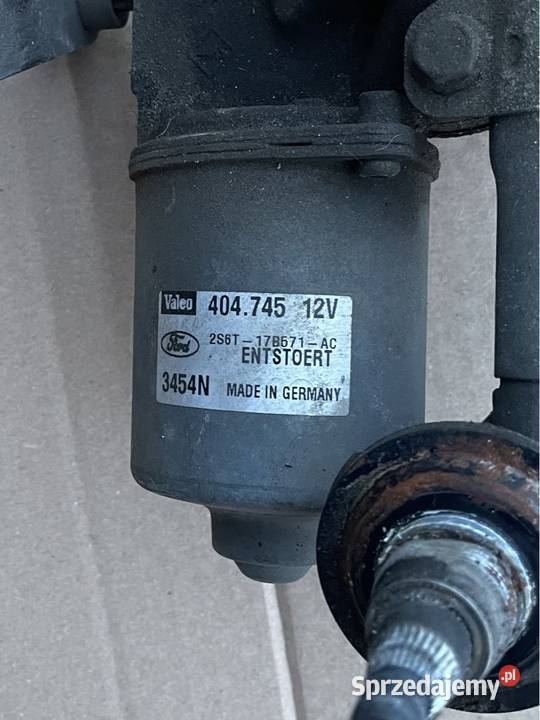 Valeo 404.745 12V
Ford 2S6T-17B571-AC
ENTSTOERT
3454N MADE IN GERMANY
Sprzedajemy.pl